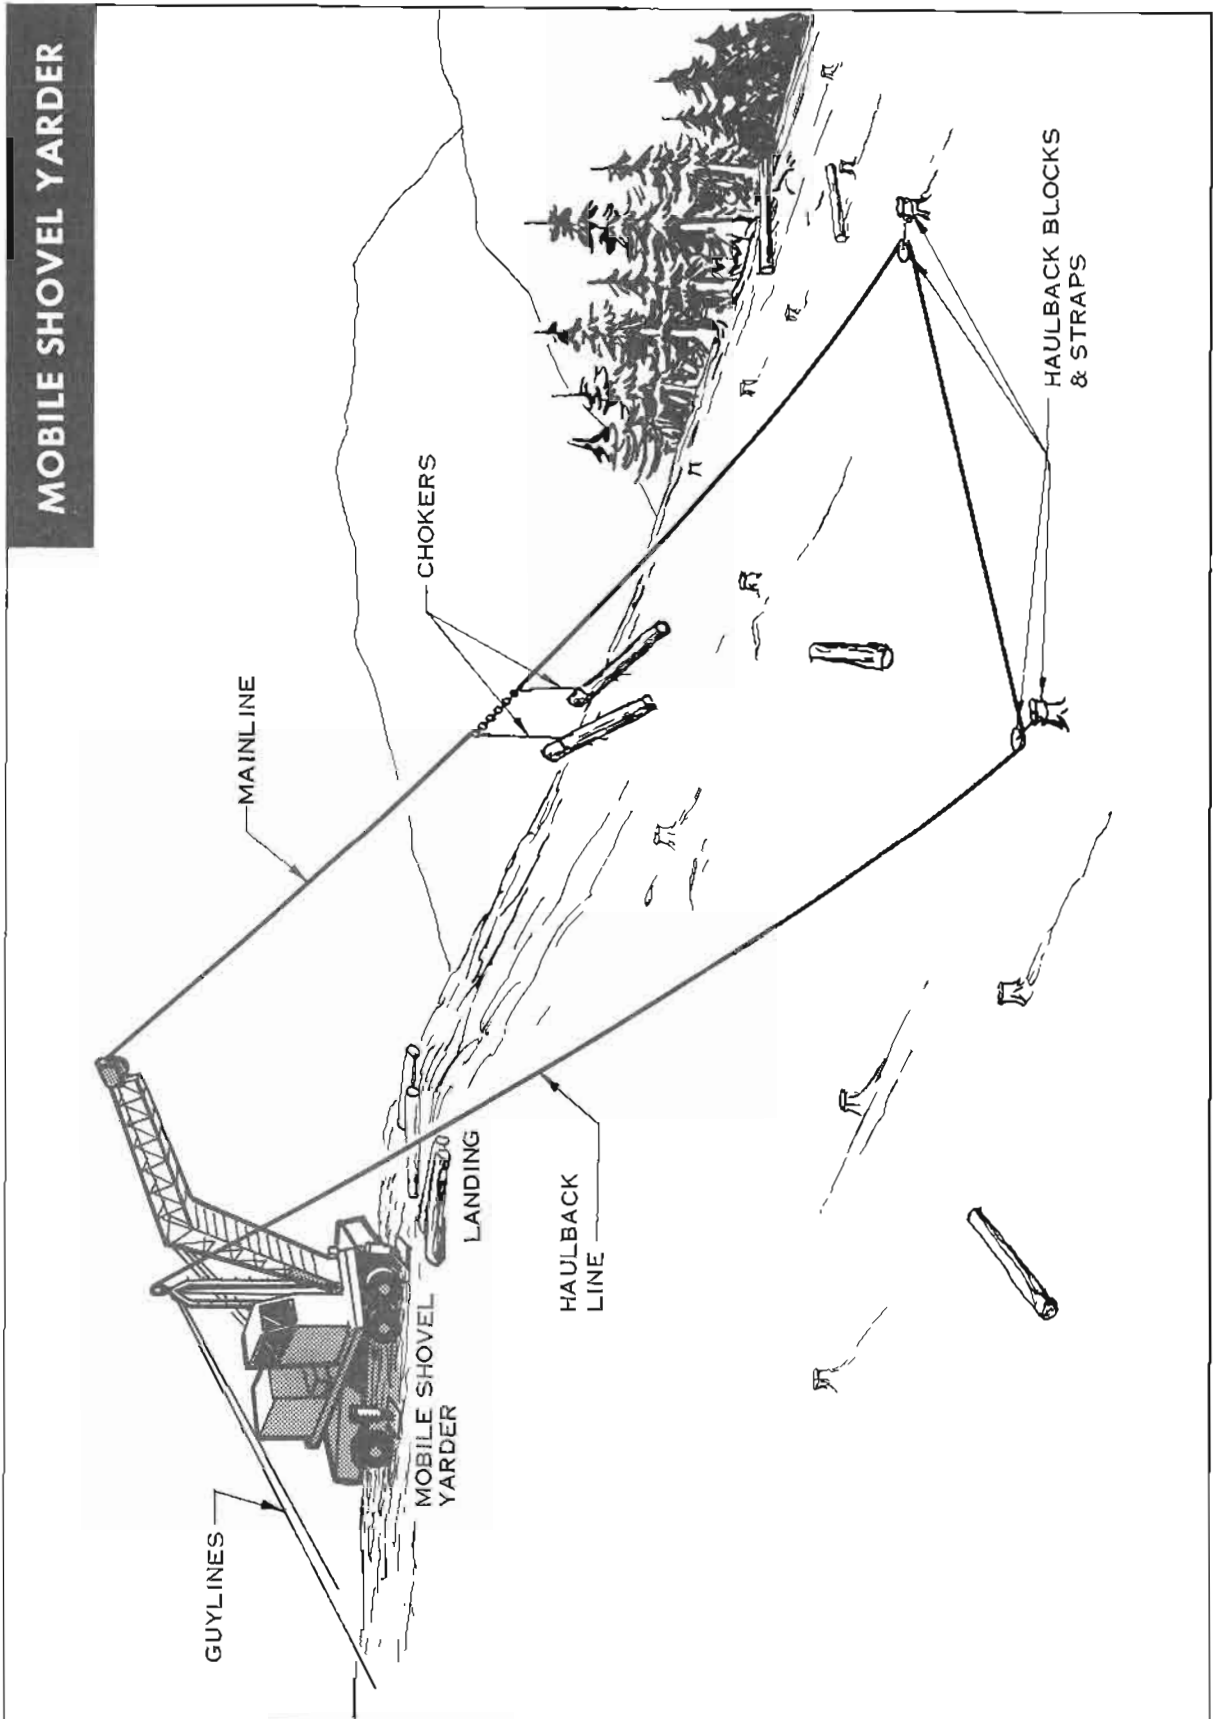 MOBILE SHOVEL YARDER
GUYLINES
MAINLINE
CHOKERS
MOBILE SHOVEL
YARDER
LANDING
HAULBACK
LINE
HAULBACK BLOCKS
& STRAPS